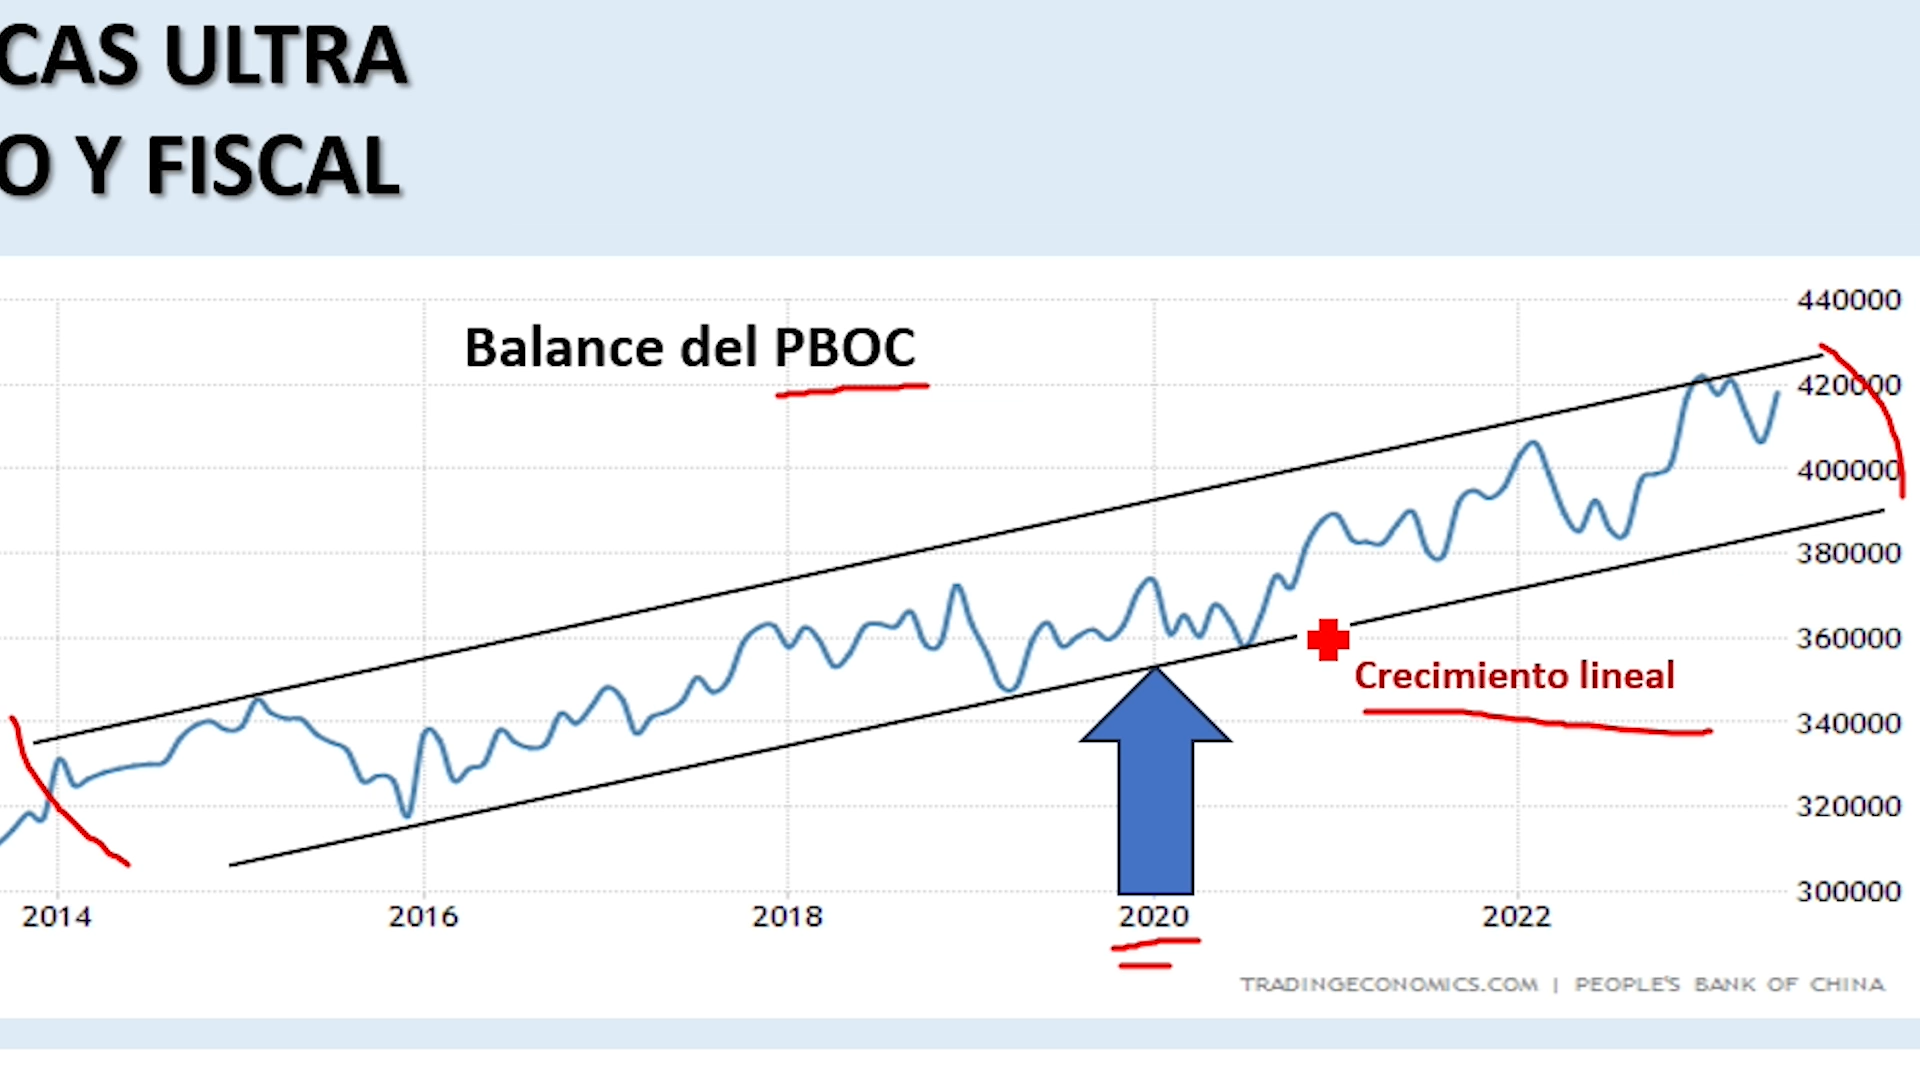 CAS ULTRA
O Y FISCAL
Balance del PBOC
440000
420000
400000
380000
360000
Crecimiento lineal
340000
320000
300000
2014 2016 2018 2020 2022
TRADINGECONOMICS.COM | PEOPLE'S BANK OF CHINA